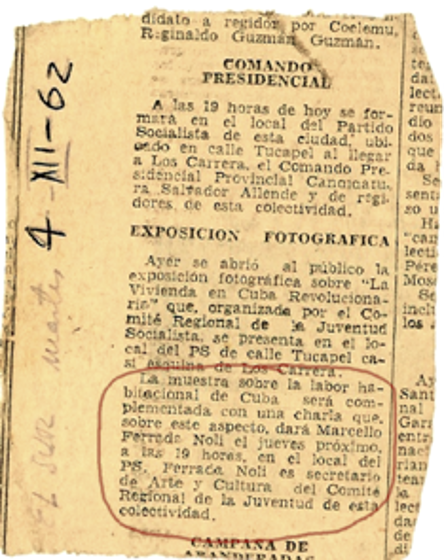 didato a regidor por Coelemu,
Reginaldo Guzmán Guzmán.
COMANDO
PRESIDENCIAL
A las 19 horas de hoy se for-
mará en el local del Partido
Socialista de esta ciudad, ubi-
cado en calle Tucapel al llegar
a Los Carrera, el Comando Pre-
sidencial Provincial Candidatu-
ra Salvador Allende y de regi-
dores de esta colectividad.
EXPOSICION FOTOGRAFICA
Ayer se abrió al público la
exposición fotográfica sobre "La
Vivienda en Cuba Revoluciona-
ria" que, organizada por el Co-
mité Regional de la Juventud
Socialista, se presenta en el lo-
cal del PS de calle Tucapel ca-
si esquina de Los Carrera.
La muestra sobre la labor ha-
bitacional de Cuba será com-
plementada con una charla que,
sobre este aspecto, dará Marcello
Ferrada Noli el jueves próximo,
a las 19 horas, en el local del
PS. Ferrada Noli es secretario
de Arte y Cultura del Comité
Regional de la Juventud de esta
colectividad.
CAMPAÑA DE
4-XII-62
EL SUR martes